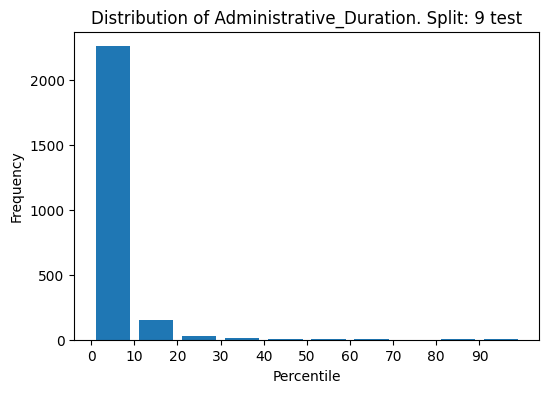 Distribution of Administrative_Duration. Split: 9 test
2000
1500
1000
500
0
Frequency
0 10 20 30 40 50 60 70 80 90
Percentile